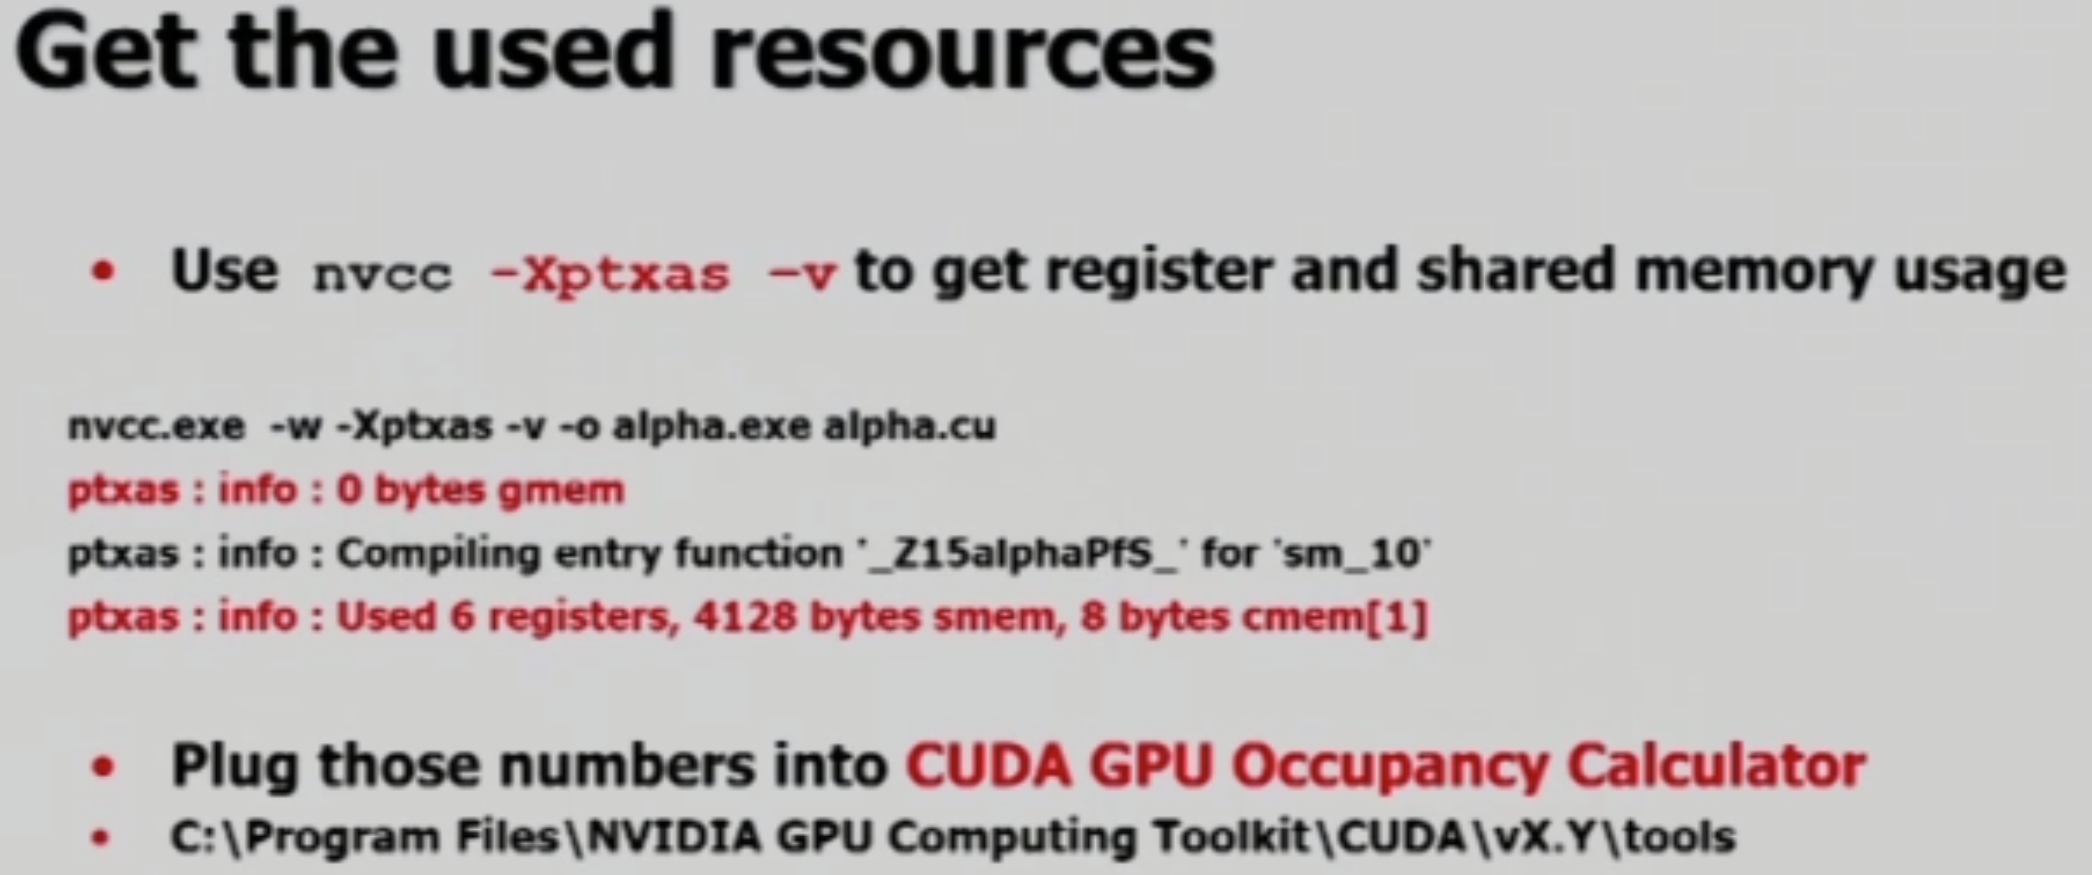 Get the used resources
• Use nvcc -Xptxas -v to get register and shared memory usage
nvcc.exe -w -Xptxas -v -o alpha.exe alpha.cu
ptxas : info : 0 bytes gmem
ptxas : info : Compiling entry function '_Z15alphaPfS_' for 'sm_10'
ptxas : info : Used 6 registers, 4128 bytes smem, 8 bytes cmem[1]
• Plug those numbers into CUDA GPU Occupancy Calculator
• C:\Program Files\NVIDIA GPU Computing Toolkit\CUDA\vX.Y\tools